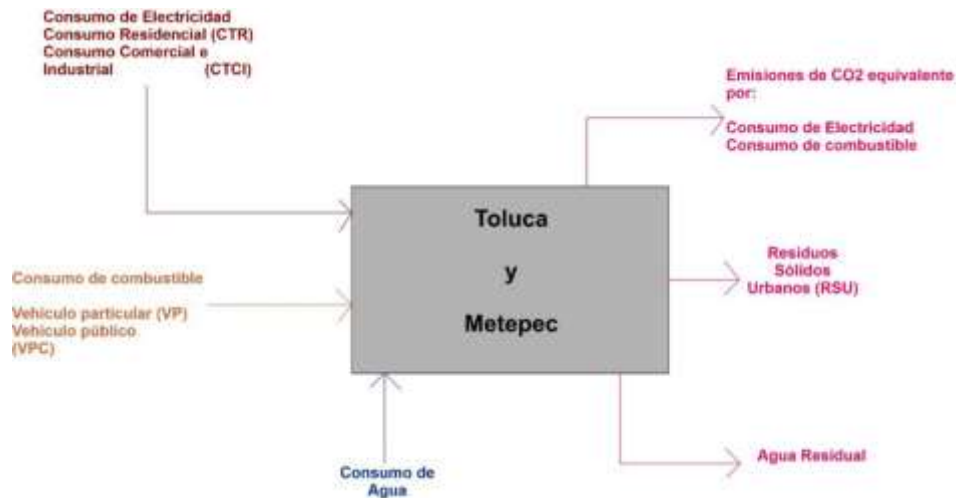 Consumo de Electricidad
Consumo Residencial (CTR)
Consumo Comercial e
Industrial (CTCI)
Emisiones de CO2 equivalente
por:
Consumo de Electricidad
Consumo de combustible
Toluca
y
Metepec
Consumo de combustible
Vehiculo particular (VP)
Vehiculo público
(VPC)
Residuos
Sólidos
Urbanos (RSU)
Consumo de
Agua
Agua Residual